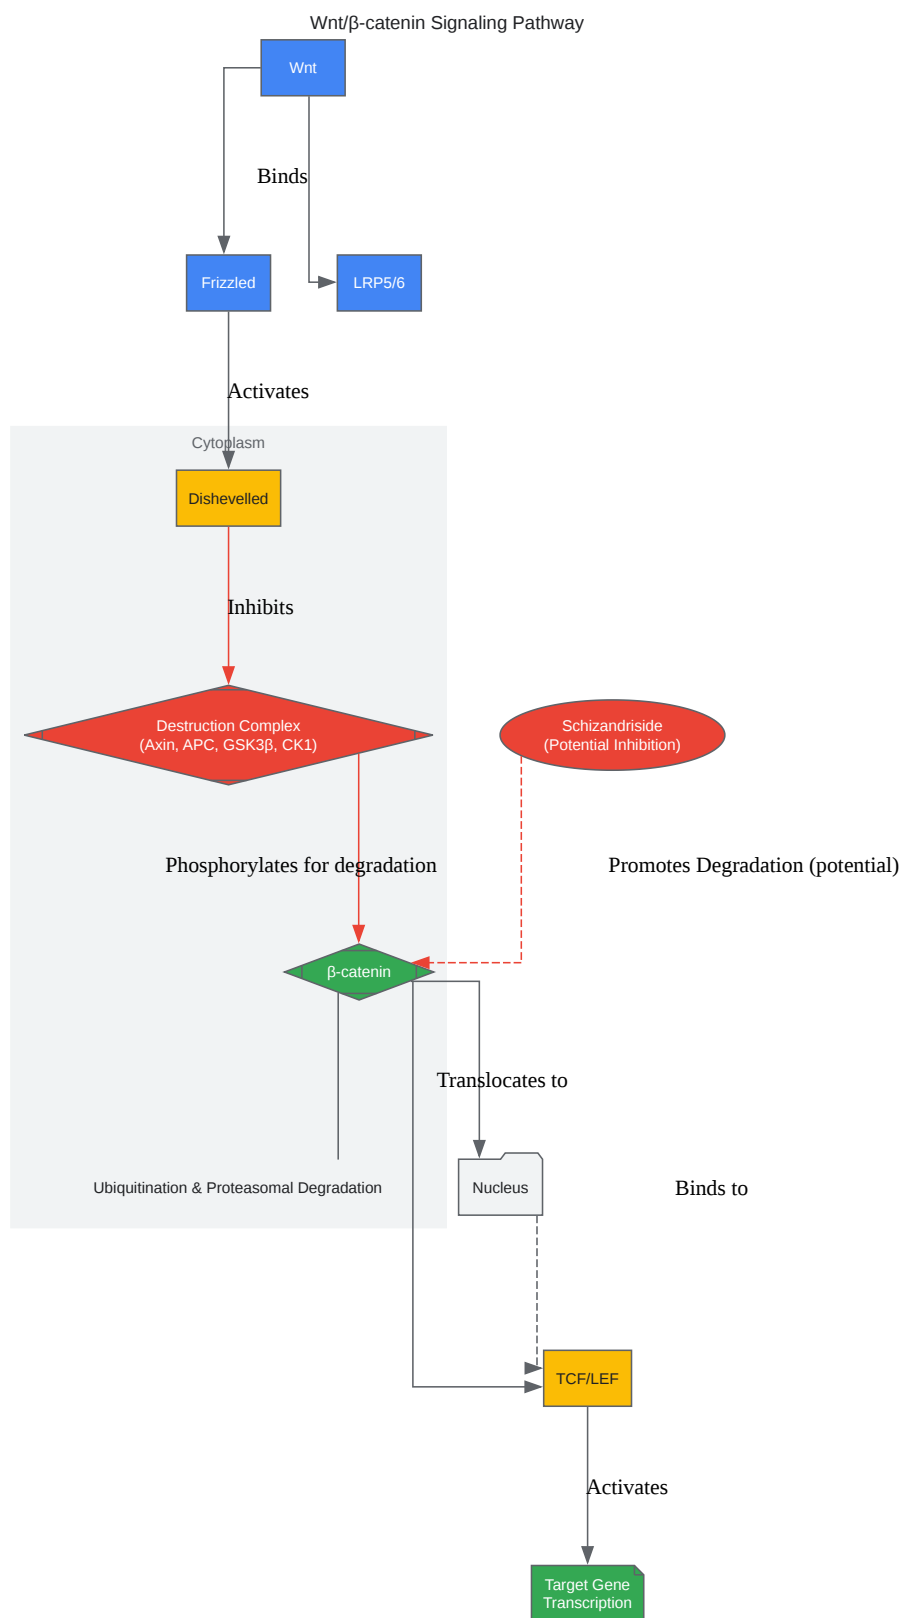 Wnt/β-catenin Signaling Pathway
Wnt
Binds
Frizzled
LRP5/6
Activates
Cytoplasm
Dishevelled
Inhibits
Destruction Complex
(Axin, APC, GSK3β, CK1)
Schizandriside
(Potential Inhibition)
Phosphorylates for degradation
Promotes Degradation (potential)
β-catenin
Translocates to
Ubiquitination & Proteasomal Degradation
Nucleus
Binds to
TCF/LEF
Activates
Target Gene
Transcription